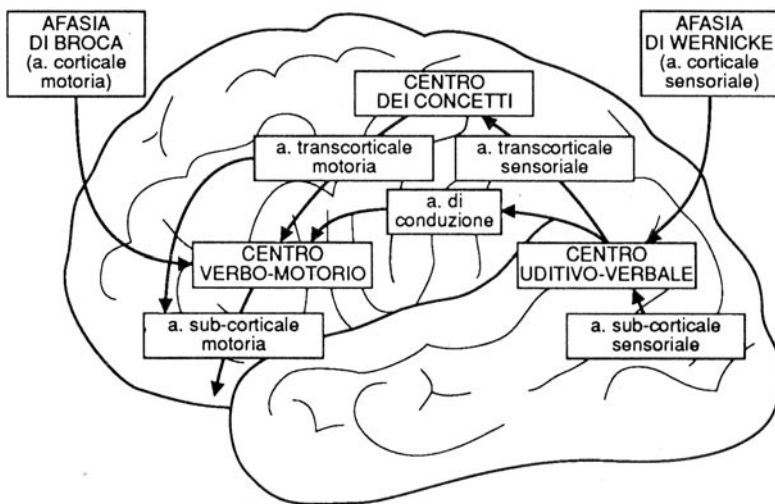 AFASIA
DI BROCA
(a. corticale
motoria)
AFASIA
DI WERNICKE
(a. corticale
sensoriale)
CENTRO
DEI CONCETTI
a. transcorticale
motoria
a. transcorticale
sensoriale
a. di
conduzione
CENTRO
VERBO-MOTORIO
CENTRO
UDITIVO-VERBALE
a. sub-corticale
motoria
a. sub-corticale
sensoriale